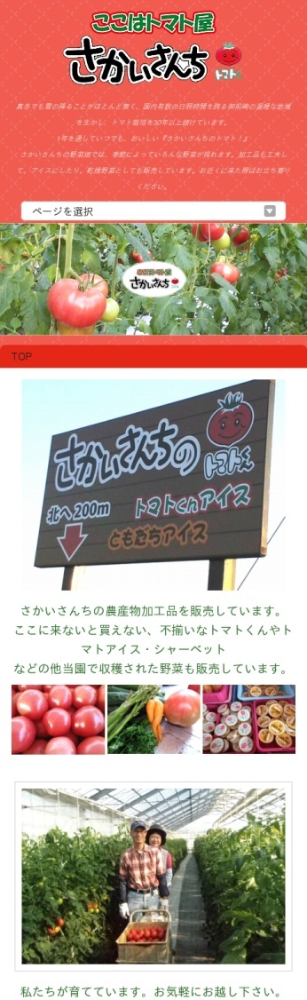 ここはトマト屋
さかいさんち
トマト
真冬でも雪の降ることがほとんど無く、国内有数の日照時間を誇る御前崎の温暖な地域
を生かし、トマト栽培を30年以上続けています。
1年を通していつでも、おいしい『さかいさんちのトマト！』
さかいさんちの野菜畑では、季節によっていろんな野菜が採れます。加工品も工夫し
て、アイスにしたり、乾燥野菜としても販売しています。お近くに来た際はお立ち寄り
ください。
ページを選択
ここはトマト屋
さかいさんち
TOP
さかいさんちの
トマトくん
北へ200m
トマトくんアイス
ともだちアイス
さかいさんちの農産物加工品を販売しています。
ここに来ないと買えない、不揃いなトマトくんやト
マトアイス・シャーベット
などの他当園で収穫された野菜も販売しています。
私たちが育てています。お気軽にお越し下さい。